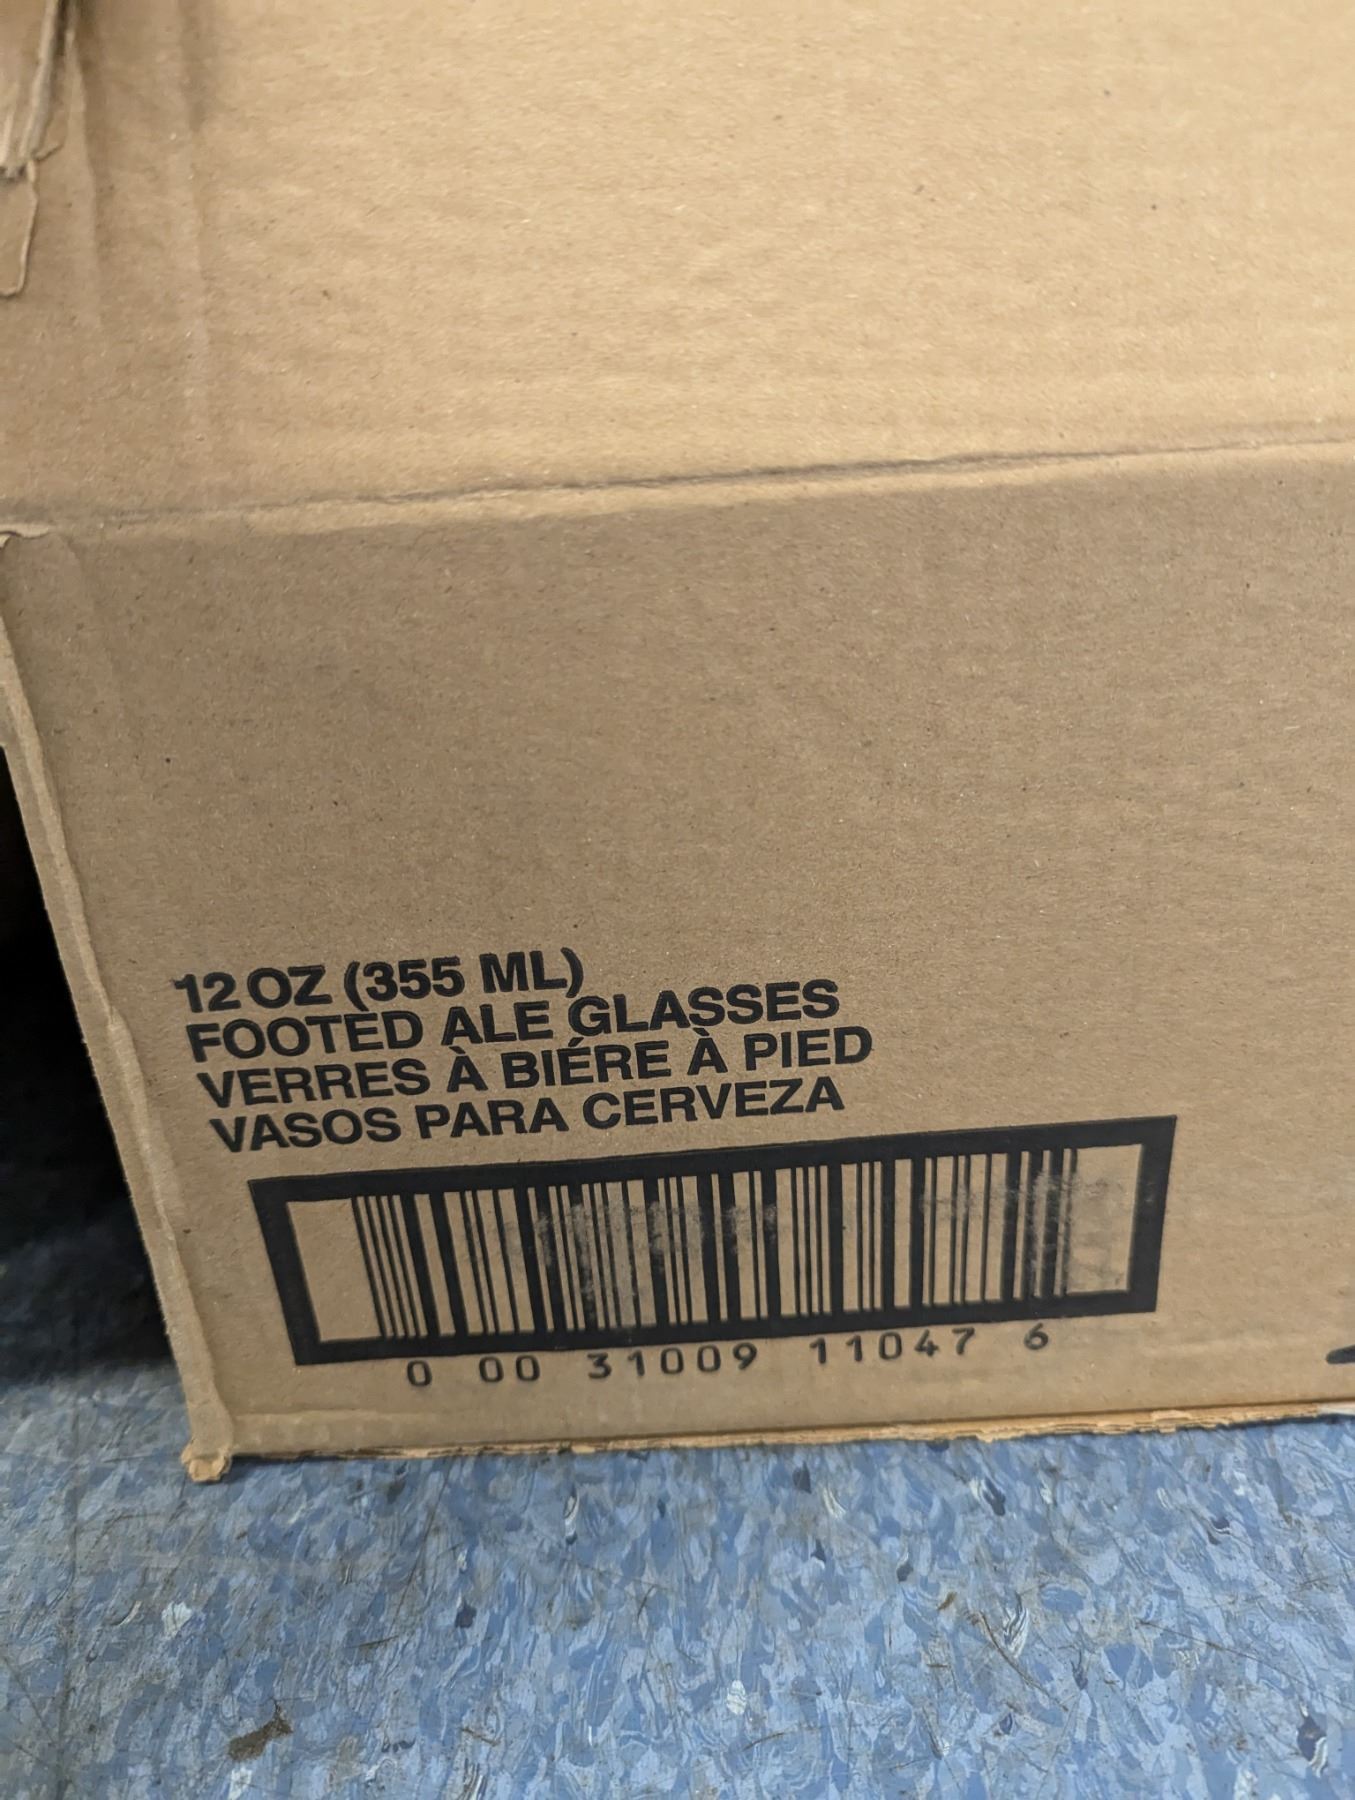 12 OZ (355 ML)
FOOTED ALE GLASSES
VERRES À BIÉRE À PIED
VASOS PARA CERVEZA
0 00 31009 11047 6